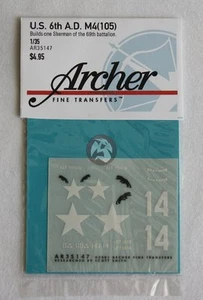 U.S. 6th A.D. M4(105)
Builds one Sherman of the 69th battalion.
1/35
AR35147
$4.95
Archer
FINE TRANSFERS
14
14
AR35147